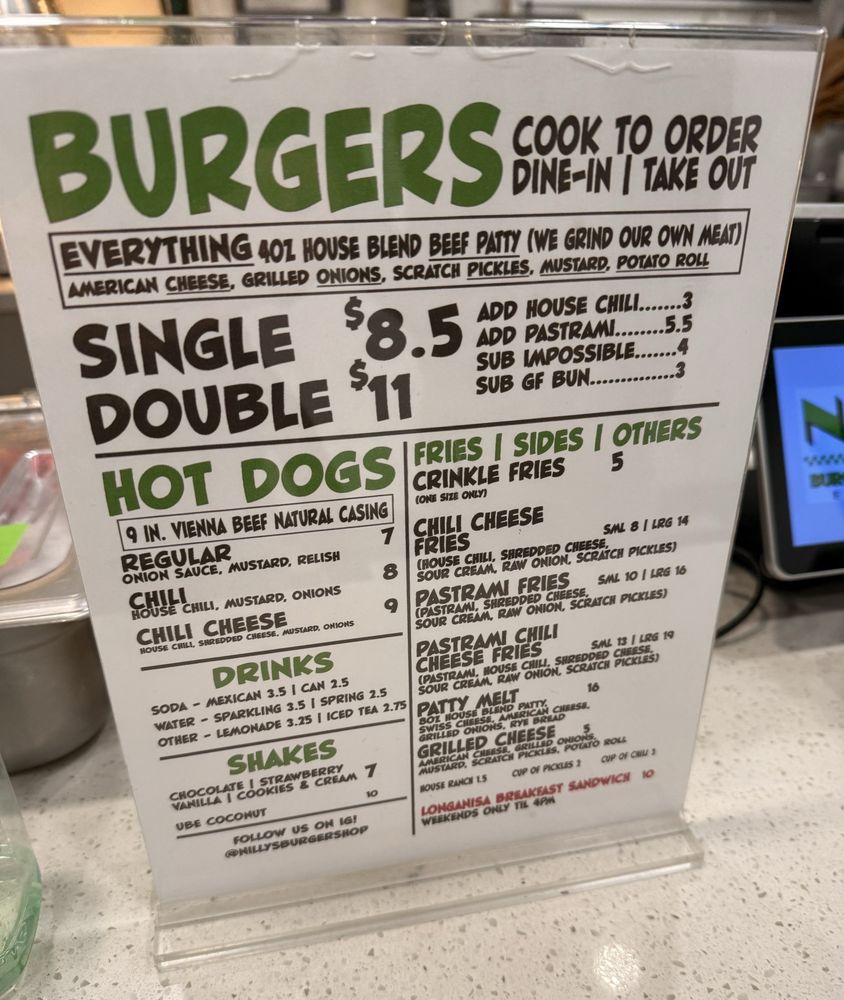 BURGERS
COOK TO ORDER
DINE-IN | TAKE OUT
EVERYTHING 4OZ HOUSE BLEND BEEF PATTY (WE GRIND OUR OWN MEAT)
AMERICAN CHEESE, GRILLED ONIONS, SCRATCH PICKLES, MUSTARD, POTATO ROLL
SINGLE $8.5
DOUBLE $11
ADD HOUSE CHILI.......3
ADD PASTRAMI........5.5
SUB IMPOSSIBLE.......4
SUB GF BUN..............3
HOT DOGS
9 IN. VIENNA BEEF NATURAL CASING
REGULAR 7
ONION SAUCE, MUSTARD, RELISH
CHILI 8
HOUSE CHILI, MUSTARD, ONIONS
CHILI CHEESE 9
HOUSE CHILI, SHREDDED CHEESE, MUSTARD, ONIONS
DRINKS
SODA - MEXICAN 3.5 | CAN 2.5
WATER - SPARKLING 3.5 | SPRING 2.5
OTHER - LEMONADE 3.25 | ICED TEA 2.75
SHAKES
CHOCOLATE | STRAWBERRY
VANILLA | COOKIES & CREAM 7
UBE COCONUT 10
FOLLOW US ON IG!
@NILLYSBURGERSHOP
FRIES | SIDES | OTHERS
CRINKLE FRIES 5
(ONE SIZE ONLY)
CHILI CHEESE
FRIES SML 8 | LRG 14
(HOUSE CHILI, SHREDDED CHEESE,
SOUR CREAM, RAW ONION, SCRATCH PICKLES)
PASTRAMI FRIES SML 10 | LRG 16
(PASTRAMI, SHREDDED CHEESE,
SOUR CREAM, RAW ONION, SCRATCH PICKLES)
PASTRAMI CHILI
CHEESE FRIES SML 13 | LRG 19
(PASTRAMI, HOUSE CHILI, SHREDDED CHEESE,
SOUR CREAM, RAW ONION, SCRATCH PICKLES)
PATTY MELT 16
8OZ HOUSE BLEND PATTY,
SWISS CHEESE, AMERICAN CHEESE,
GRILLED ONIONS, RYE BREAD
GRILLED CHEESE 5
AMERICAN CHEESE, GRILLED ONIONS,
MUSTARD, SCRATCH PICKLES, POTATO ROLL
HOUSE RANCH 1.5 CUP OF PICKLES 2 CUP OF CHILI 3
LONGANISA BREAKFAST SANDWICH 10
WEEKENDS ONLY TIL 4PM